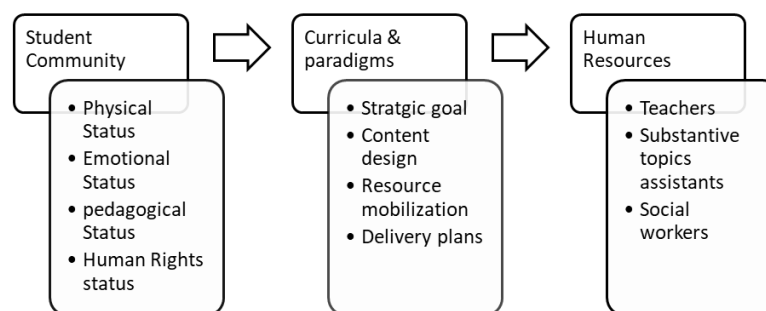 Student
Community
• Physical
Status
• Emotional
Status
• pedagogical
Status
• Human Rights
status
Curricula &
paradigms
• Stratgic goal
• Content
design
• Resource
mobilization
• Delivery plans
Human
Resources
• Teachers
• Substantive
topics
assistants
• Social
workers